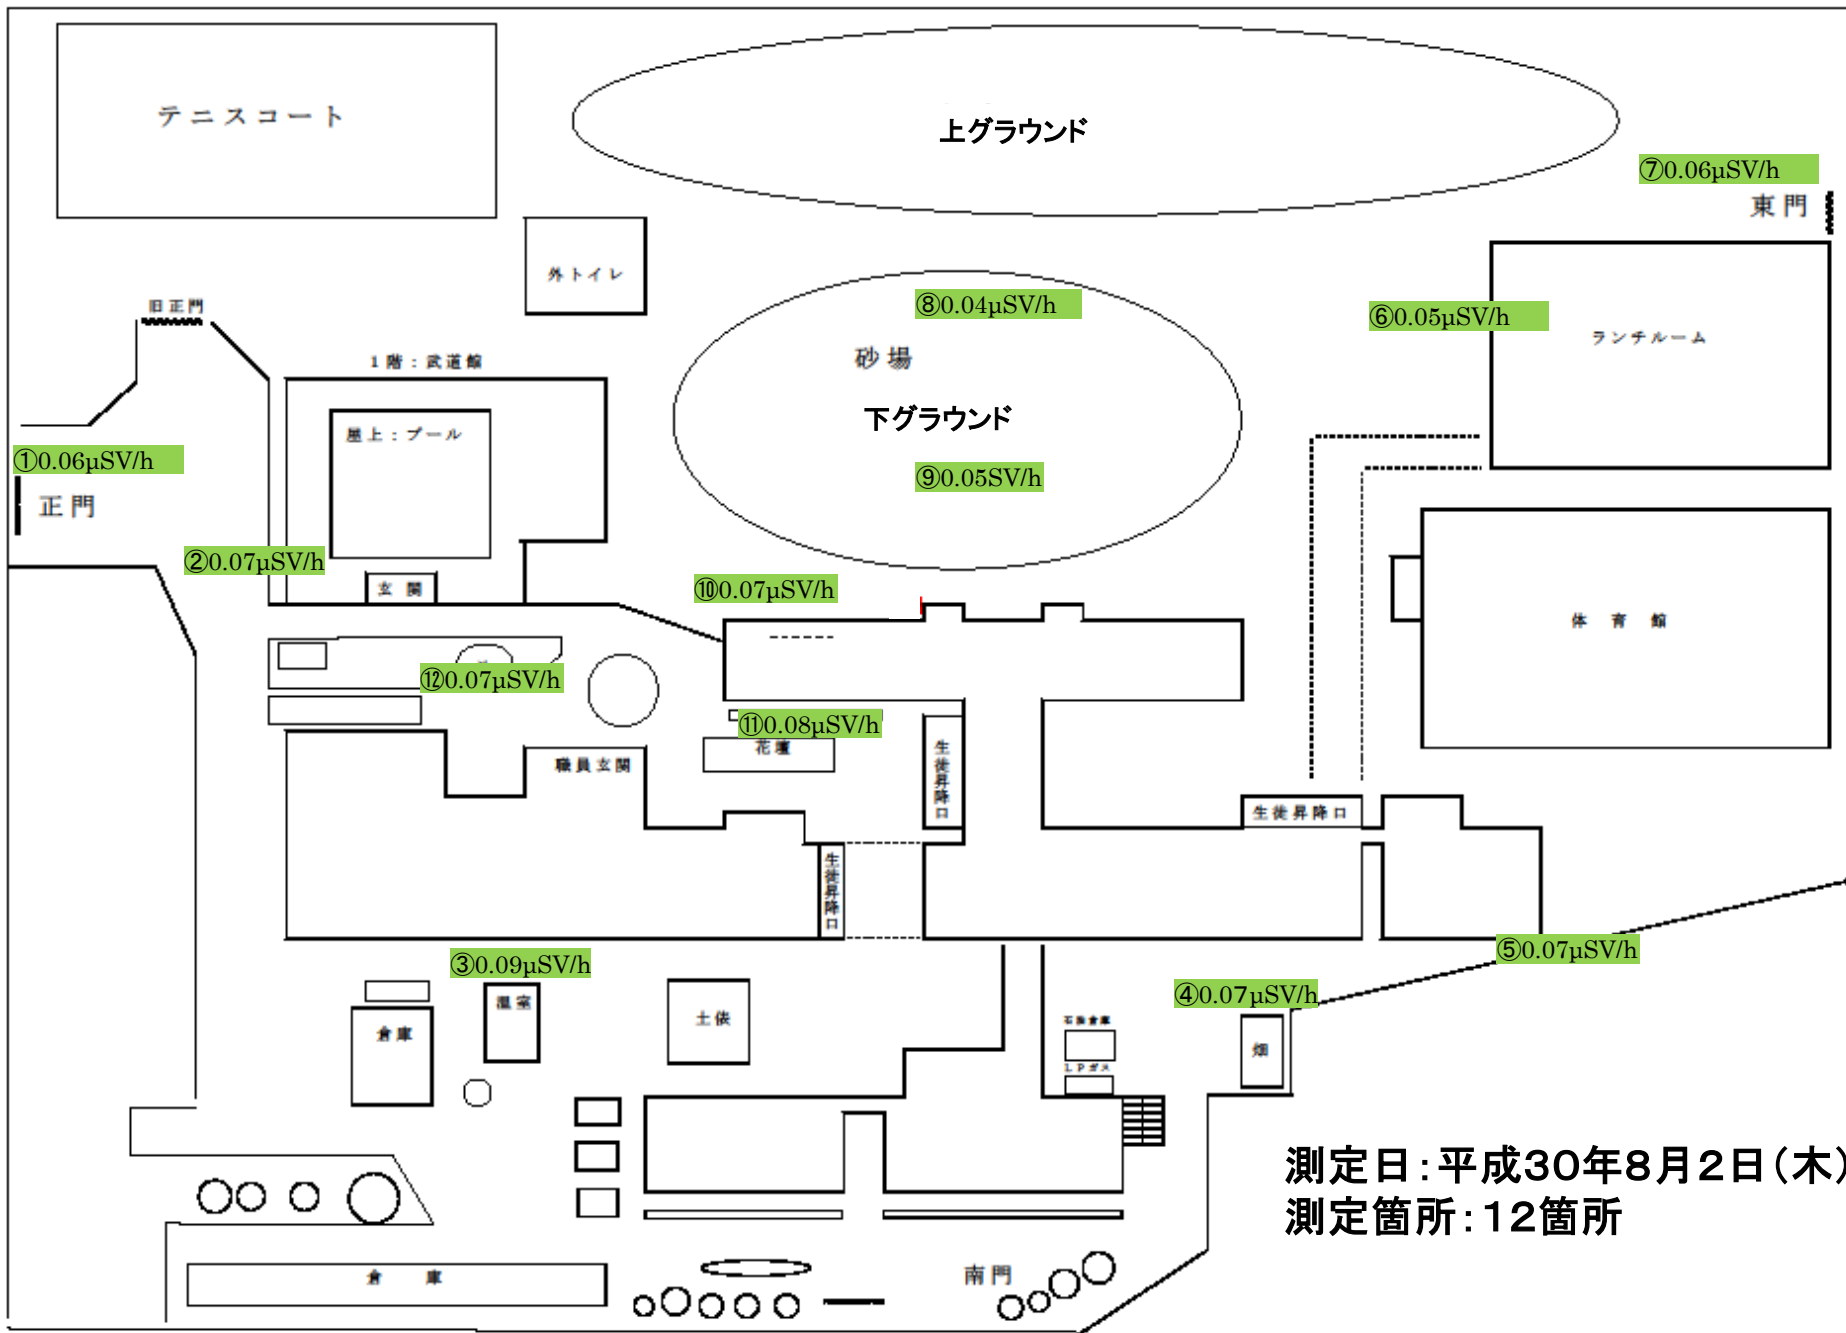 テニスコート
上グラウンド
⑦0.06µSV/h
東門
外トイレ
⑧0.04µSV/h
旧正門
⑥0.05µSV/h
ランチルーム
砂場
1階：武道館
下グラウンド
屋上：プール
①0.06µSV/h
⑨0.05SV/h
正門
②0.07µSV/h
玄関
⑩0.07µSV/h
体育館
⑫0.07µSV/h
⑪0.08µSV/h
花壇
職員玄関
生徒昇降口
生徒昇降口
生徒昇降口
③0.09µSV/h
⑤0.07µSV/h
④0.07µSV/h
温室
土俵
倉庫
LPガス
畑
測定日：平成30年8月2日（木）
測定箇所：12箇所
南門
倉庫